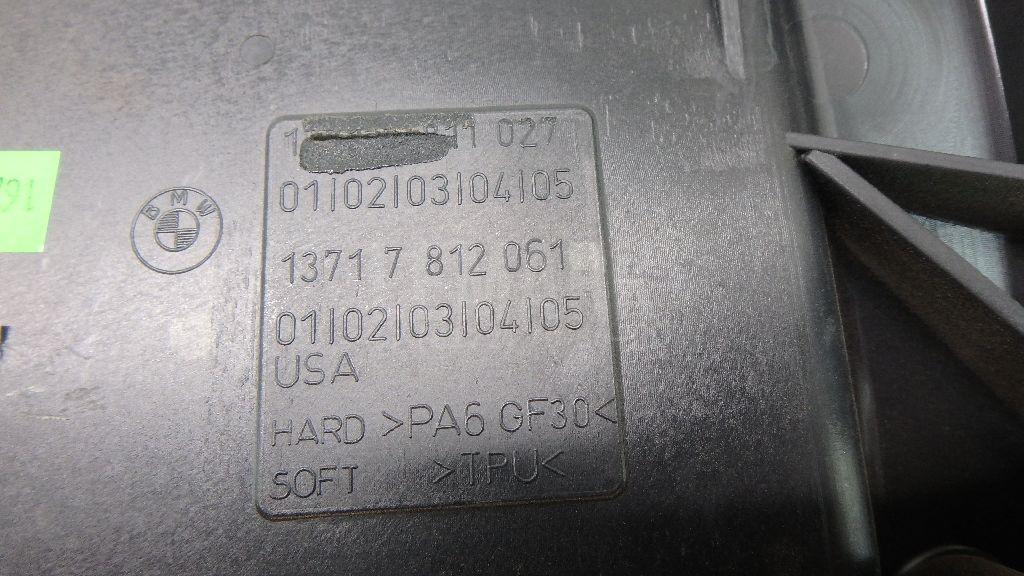 BMW
027
01|02|03|04|05
1371 7 812 061
01|02|03|04|05
USA
HARD >PA6 GF30<
SOFT >TPU<